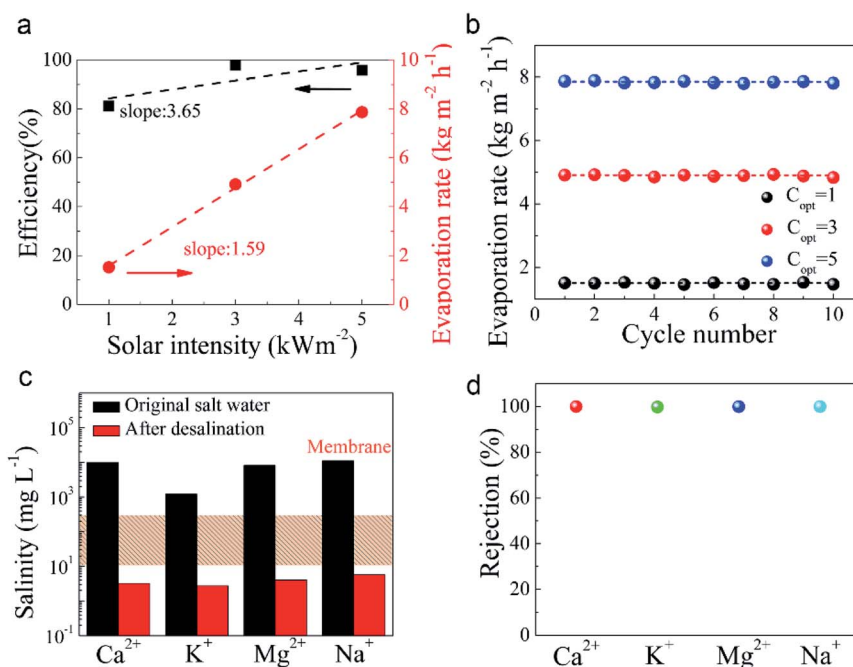 a
100
80
60
40
20
0
Efficiency(%)
slope:3.65
slope:1.59
10
8
6
4
2
0
Evaporation rate (kg m⁻² h⁻¹)
1 2 3 4 5
Solar intensity (kWm⁻²)
b
8
6
4
2
Evaporation rate (kg m⁻² h⁻¹)
C_opt=1
C_opt=3
C_opt=5
0 2 4 6 8 10
Cycle number
c
Original salt water
After desalination
Membrane
10⁵
10³
10¹
10⁻¹
Salinity (mg L⁻¹)
Ca²⁺ K⁺ Mg²⁺ Na⁺
d
100
80
60
40
20
0
Rejection (%)
Ca²⁺ K⁺ Mg²⁺ Na⁺